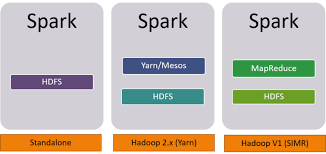 Spark
HDFS
Standalone
Spark
Yarn/Mesos
HDFS
Hadoop 2.x (Yarn)
Spark
MapReduce
HDFS
Hadoop V1 (SIMR)